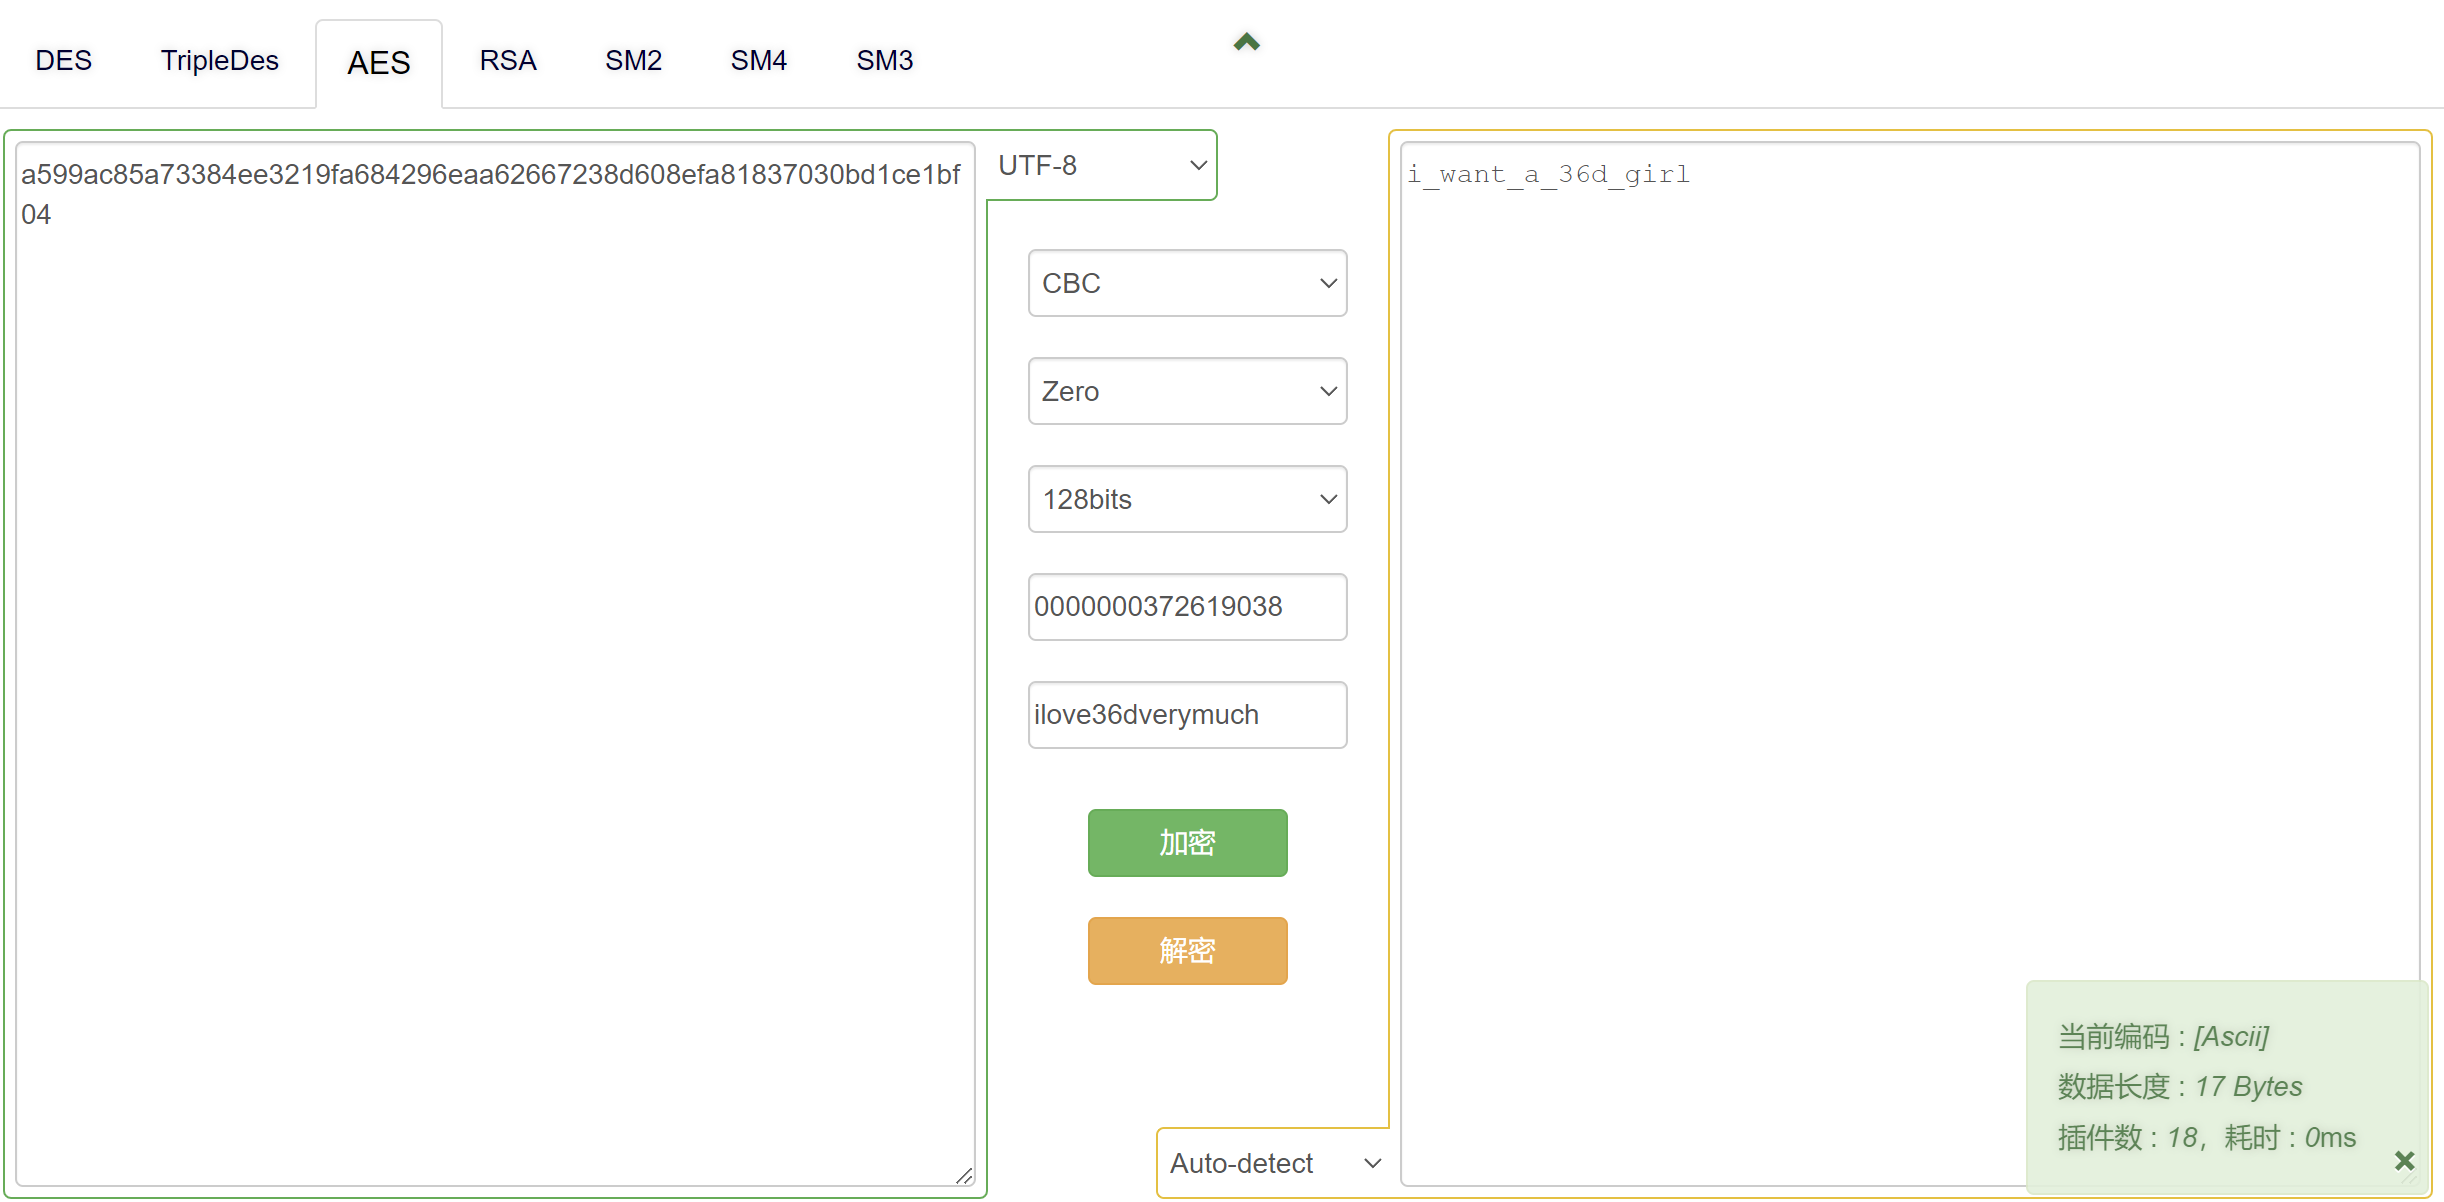 DES TripleDes AES RSA SM2 SM4 SM3
a599ac85a73384ee3219fa684296eaa62667238d608efa81837030bd1ce1bf
04
UTF-8
CBC
Zero
128bits
0000000372619038
ilove36dverymuch
加密
解密
Auto-detect
i_want_a_36d_girl
当前编码 : [Ascii]
数据长度 : 17 Bytes
插件数 : 18，耗时 : 0ms